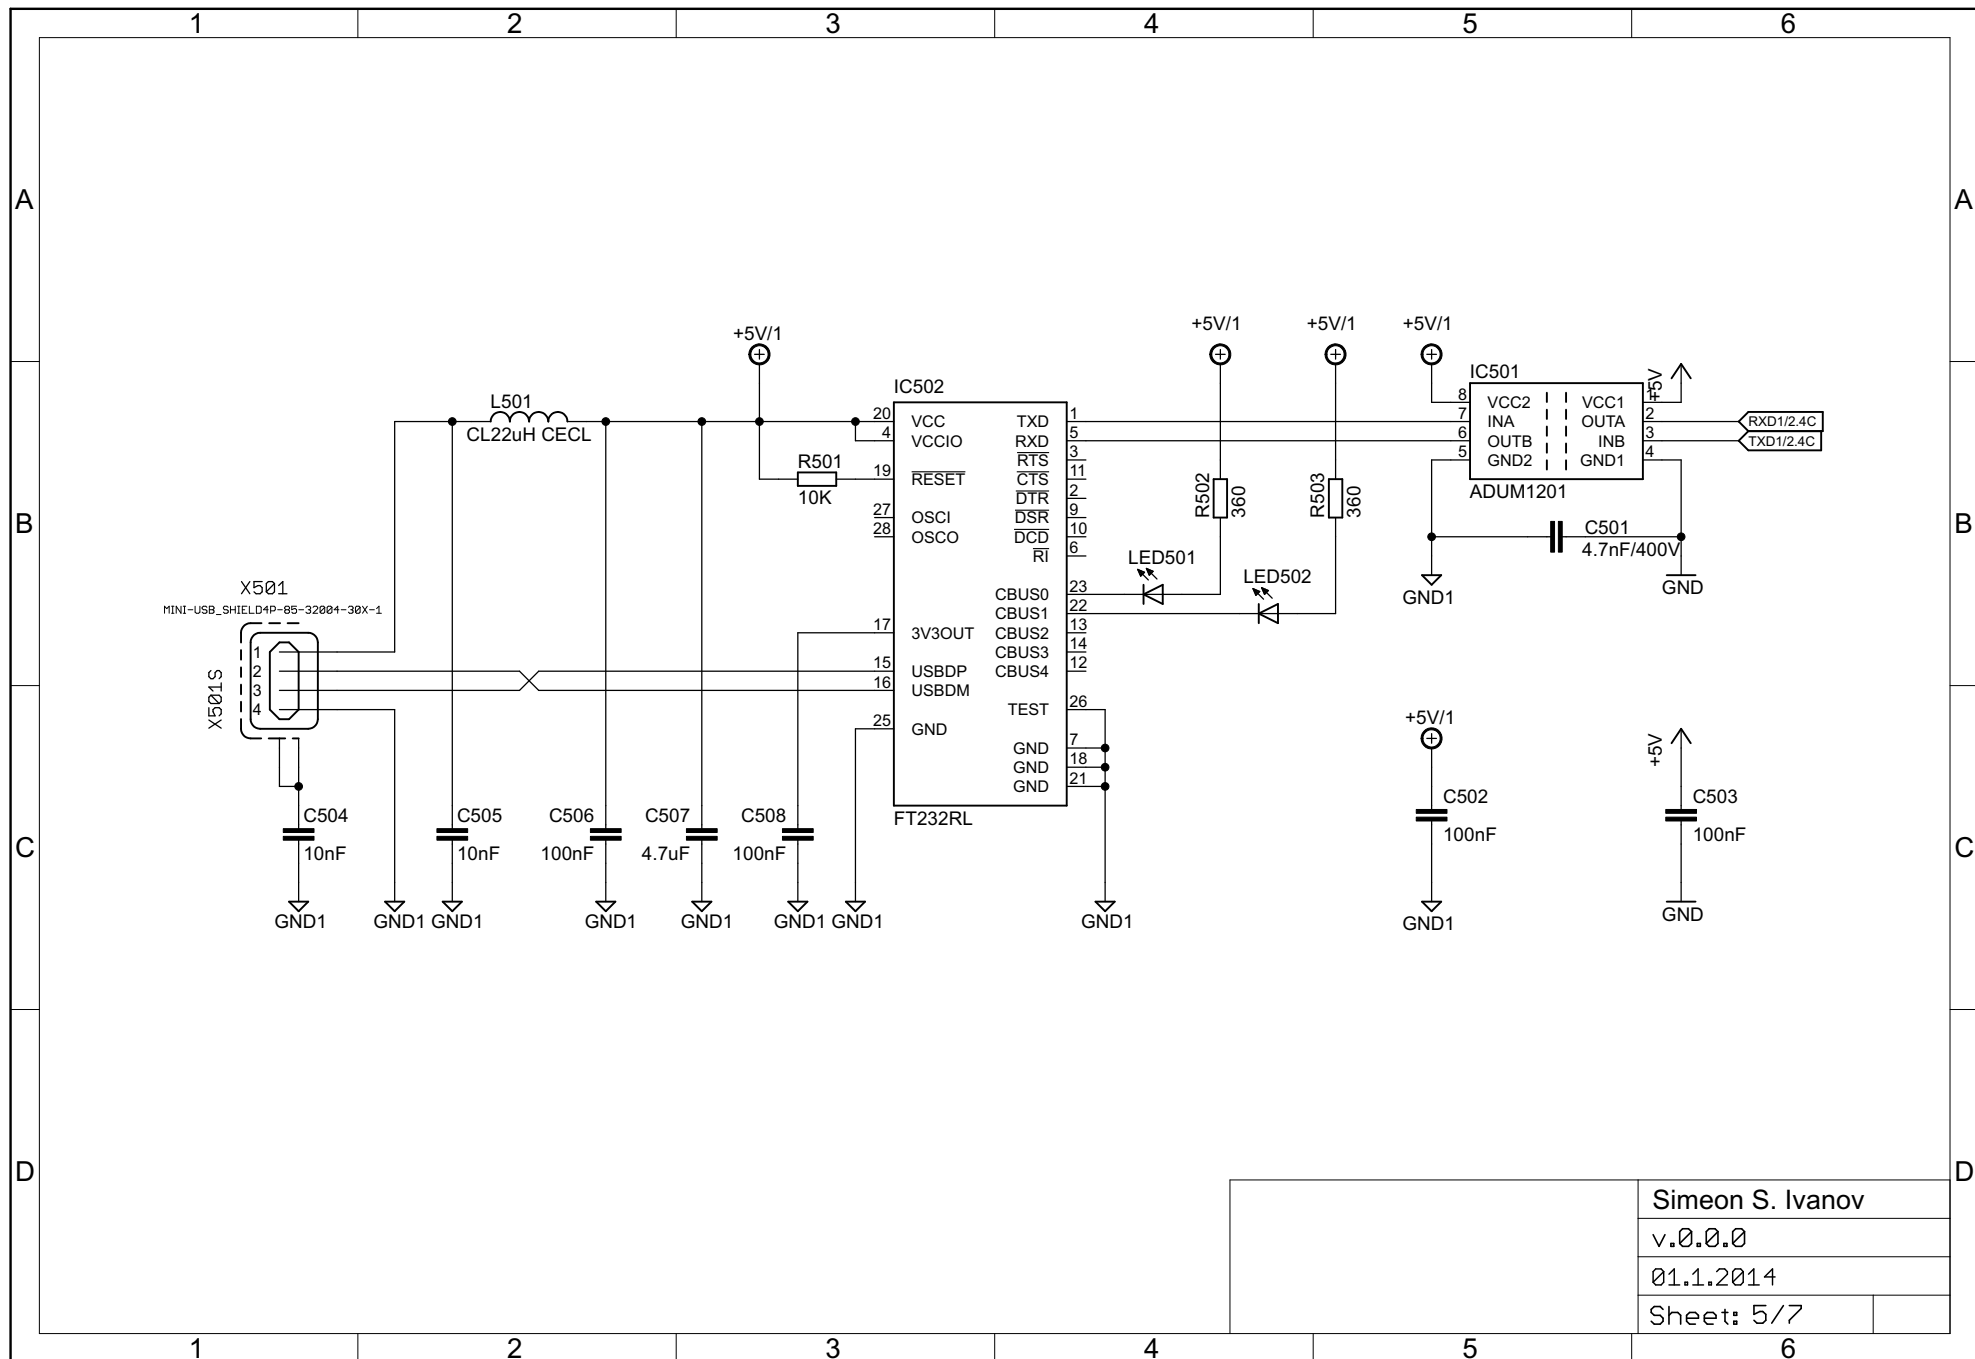 1 2 3 4 5 6
A A
+5V/1 +5V/1 +5V/1 +5V/1
IC502 IC501
L501
CL22uH CECL
+5V
20 VCC TXD 1
4 VCCIO RXD 5
RTS 3
19 RESET CTS 11
DTR 2
27 OSCI DSR 9
28 OSCO DCD 10
RI 6
CBUS0 23
CBUS1 22
17 3V3OUT CBUS2 13
CBUS3 14
15 USBDP CBUS4 12
16 USBDM
TEST 26
25 GND
GND 7
GND 18
GND 21
FT232RL
R501
10K
R502
360
R503
360
LED501
LED502
8 VCC2 VCC1 1
7 INA OUTA 2
6 OUTB INB 3
5 GND2 GND1 4
ADUM1201
RXD1/2.4C
TXD1/2.4C
B B
C501
4.7nF/400V
GND1 GND
X501
MINI-USB_SHIELD4P-85-32004-30X-1
X501S
1
2
3
4
+5V/1 +5V
C504 C505 C506 C507 C508 C502 C503
10nF 10nF 100nF 4.7uF 100nF 100nF 100nF
C C
GND1 GND1 GND1 GND1 GND1 GND1 GND1 GND1 GND1 GND
D D
Simeon S. Ivanov
v.0.0.0
01.1.2014
Sheet: 5/7
1 2 3 4 5 6